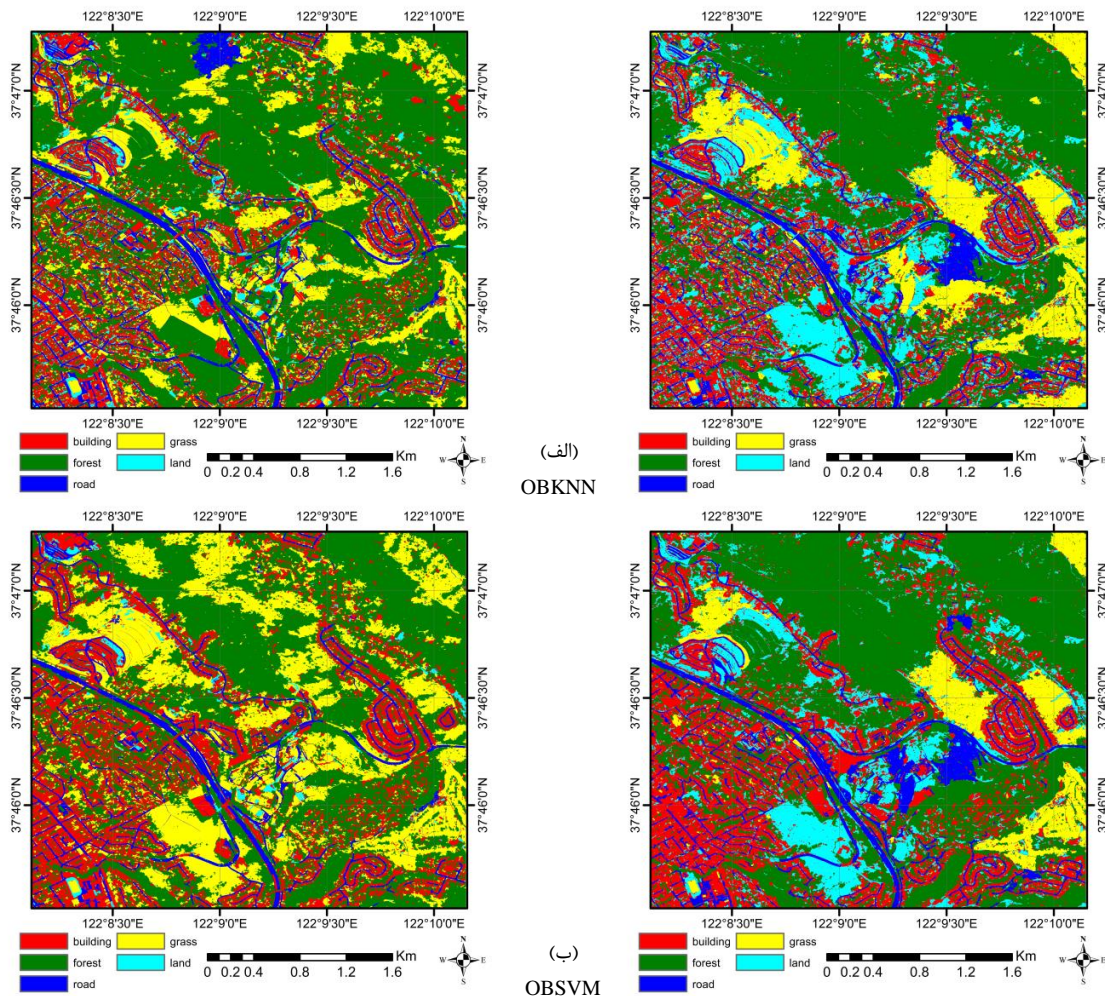 122°8'30"E 122°9'0"E 122°9'30"E 122°10'0"E
122°8'30"E 122°9'0"E 122°9'30"E 122°10'0"E
37°47'0"N 37°47'0"N 37°47'0"N 37°47'0"N
37°46'30"N 37°46'30"N 37°46'30"N 37°46'30"N
37°46'0"N 37°46'0"N 37°46'0"N 37°46'0"N
122°8'30"E 122°9'0"E 122°9'30"E 122°10'0"E
122°8'30"E 122°9'0"E 122°9'30"E 122°10'0"E
building grass
forest land
road
Km
0 0.2 0.4 0.8 1.2 1.6
N
W E
S
(الف)
OBKNN
building grass
forest land
road
Km
0 0.2 0.4 0.8 1.2 1.6
N
W E
S
122°8'30"E 122°9'0"E 122°9'30"E 122°10'0"E
122°8'30"E 122°9'0"E 122°9'30"E 122°10'0"E
37°47'0"N 37°47'0"N 37°47'0"N 37°47'0"N
37°46'30"N 37°46'30"N 37°46'30"N 37°46'30"N
37°46'0"N 37°46'0"N 37°46'0"N 37°46'0"N
122°8'30"E 122°9'0"E 122°9'30"E 122°10'0"E
122°8'30"E 122°9'0"E 122°9'30"E 122°10'0"E
building grass
forest land
road
Km
0 0.2 0.4 0.8 1.2 1.6
N
W E
S
(ب)
OBSVM
building grass
forest land
road
Km
0 0.2 0.4 0.8 1.2 1.6
N
W E
S